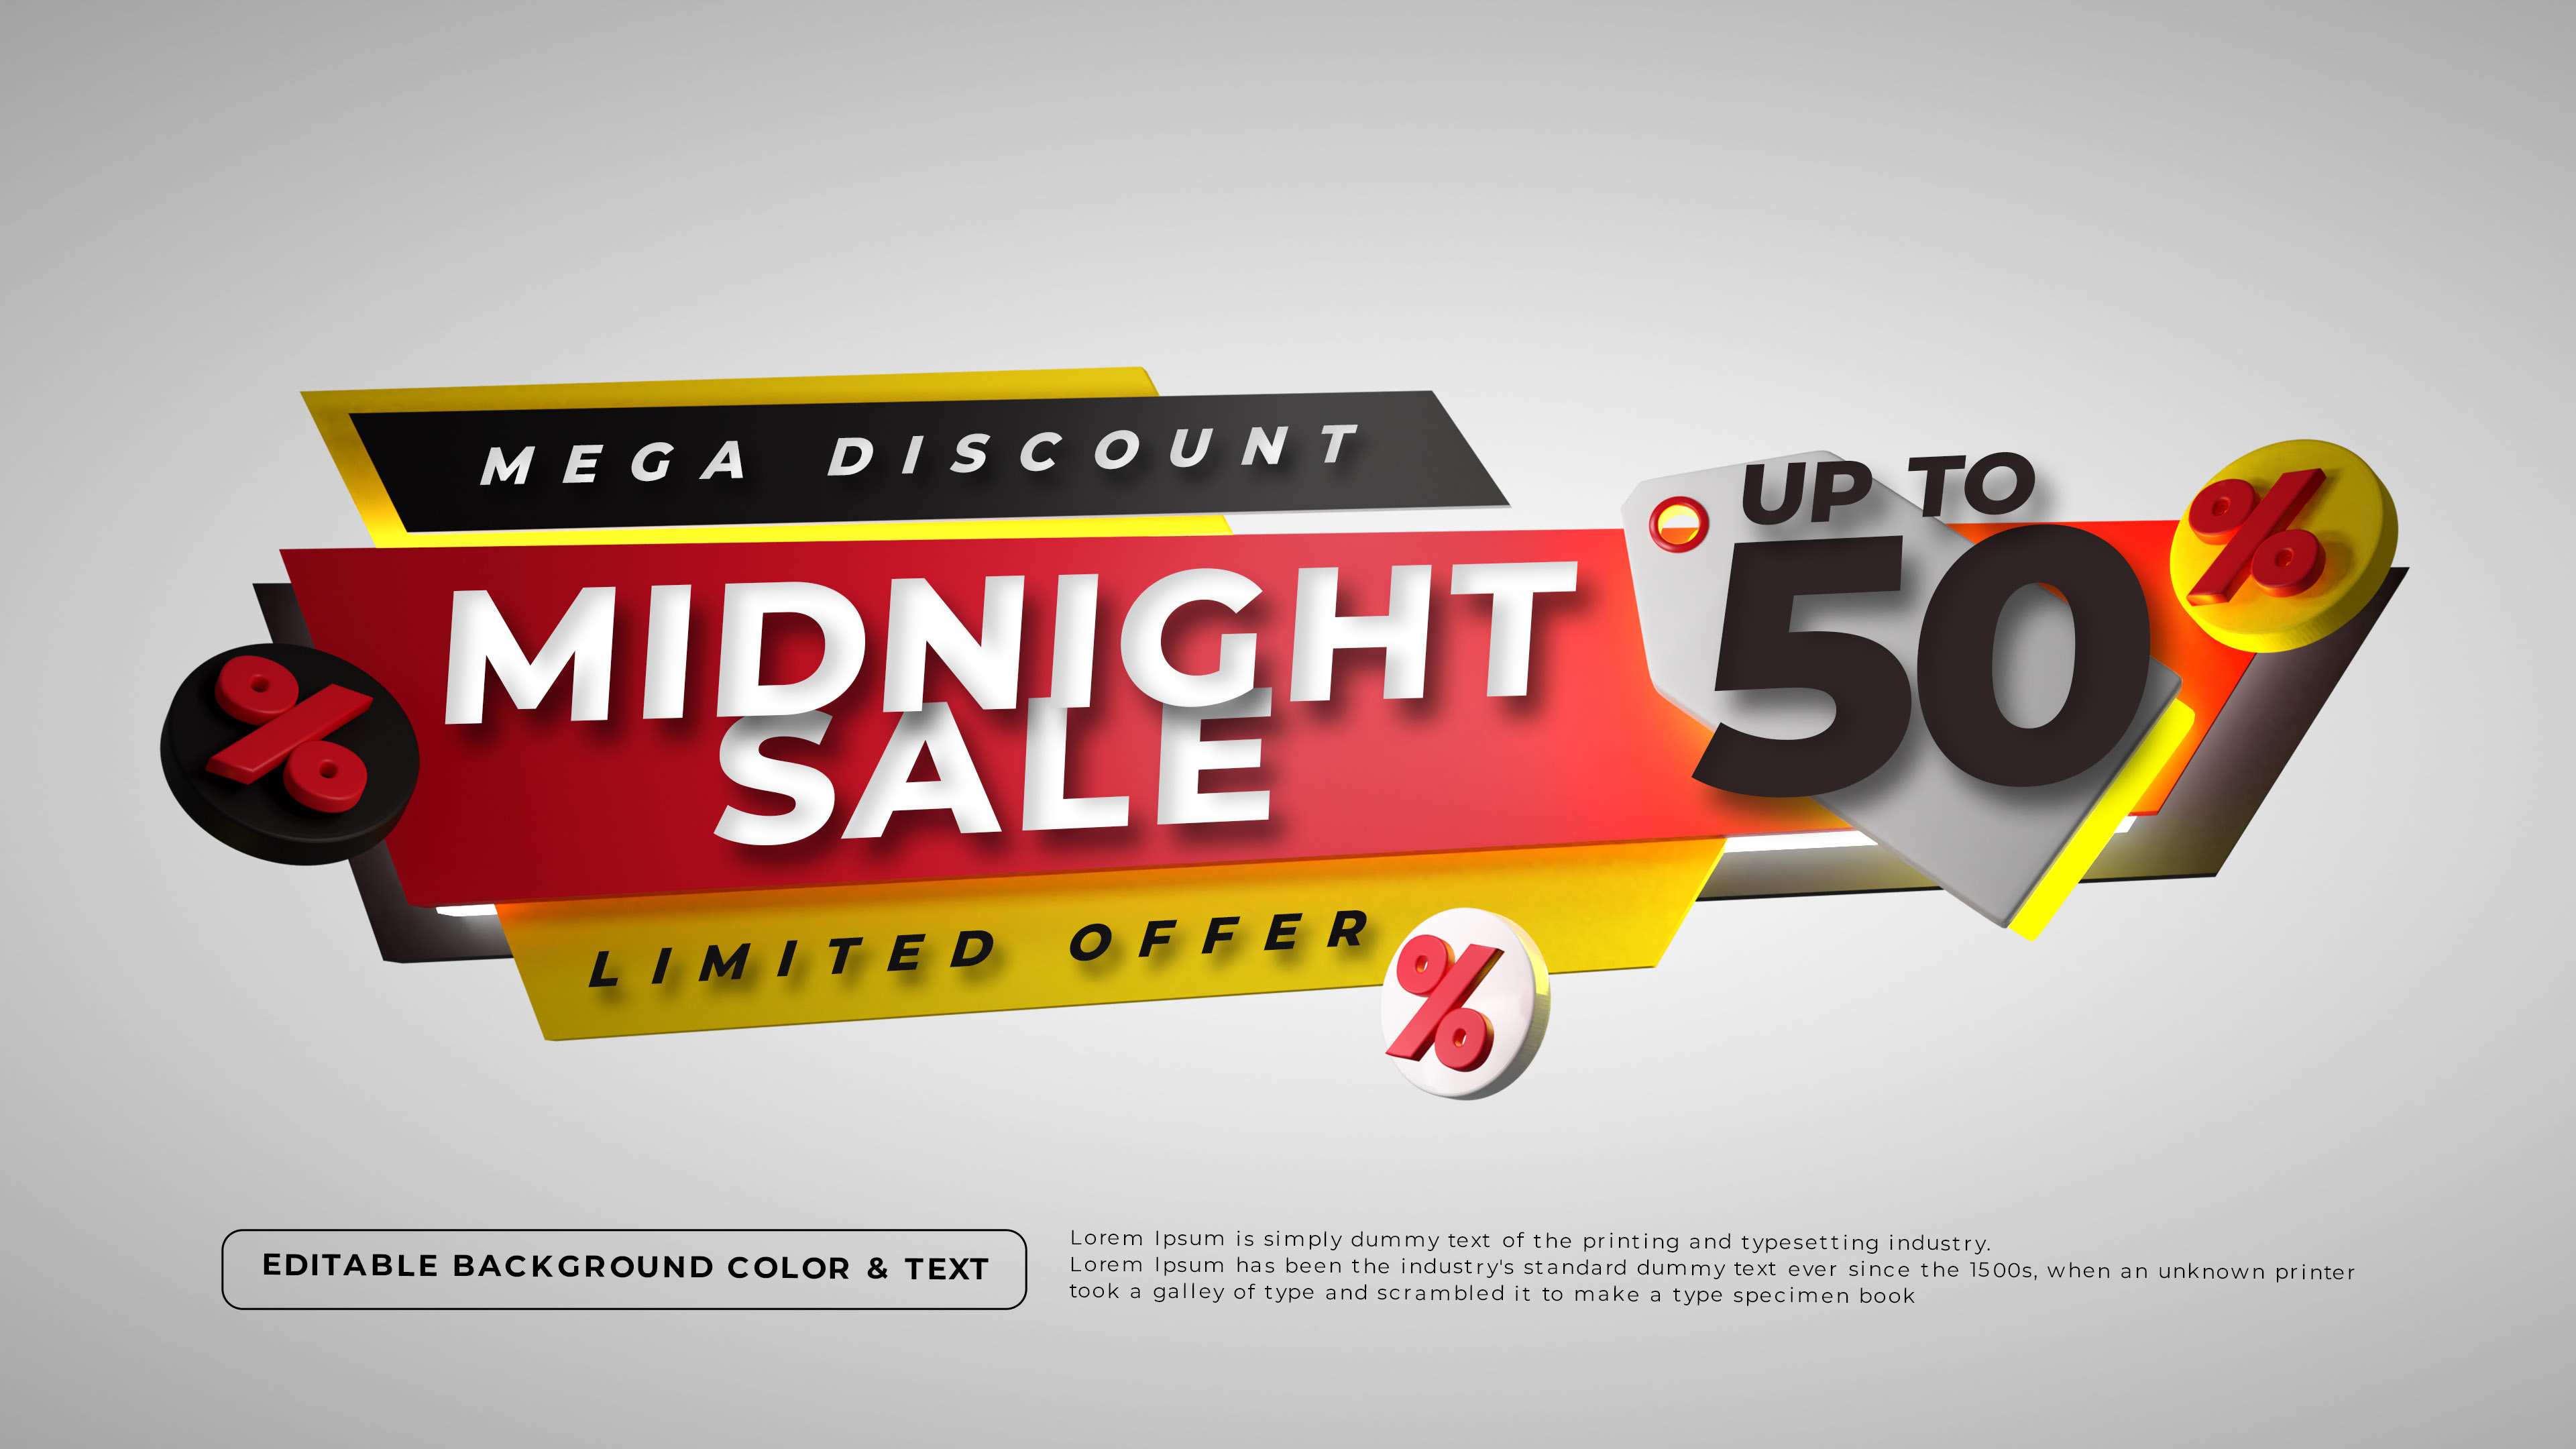 MEGA DISCOUNT
MIDNIGHT
SALE
UP TO
50
%
%
LIMITED OFFER
%
EDITABLE BACKGROUND COLOR & TEXT
Lorem Ipsum is simply dummy text of the printing and typesetting industry.
Lorem Ipsum has been the industry's standard dummy text ever since the 1500s, when an unknown printer
took a galley of type and scrambled it to make a type specimen book